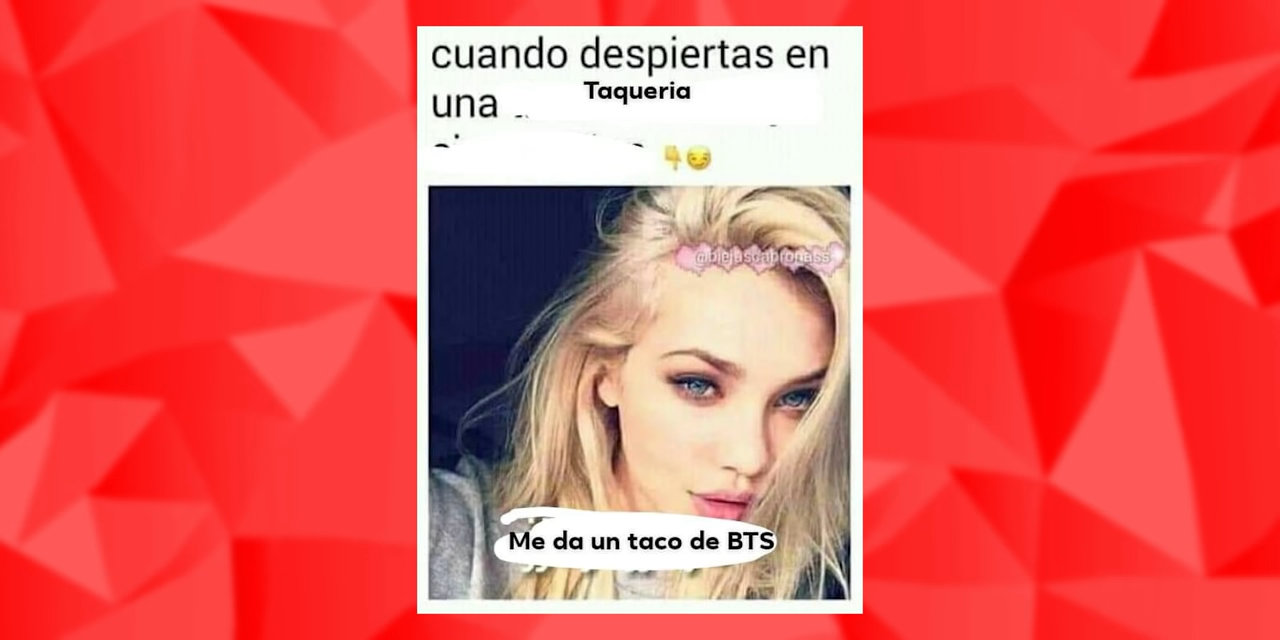 cuando despiertas en
Taqueria
una
👇😏
@biejascabronass
Me da un taco de BTS